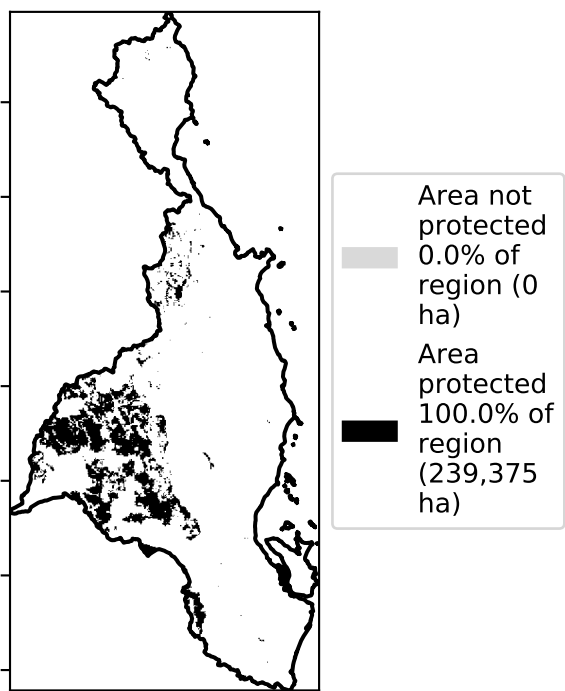 Area not
protected
0.0% of
region (0
ha)
Area
protected
100.0% of
region
(239,375
ha)